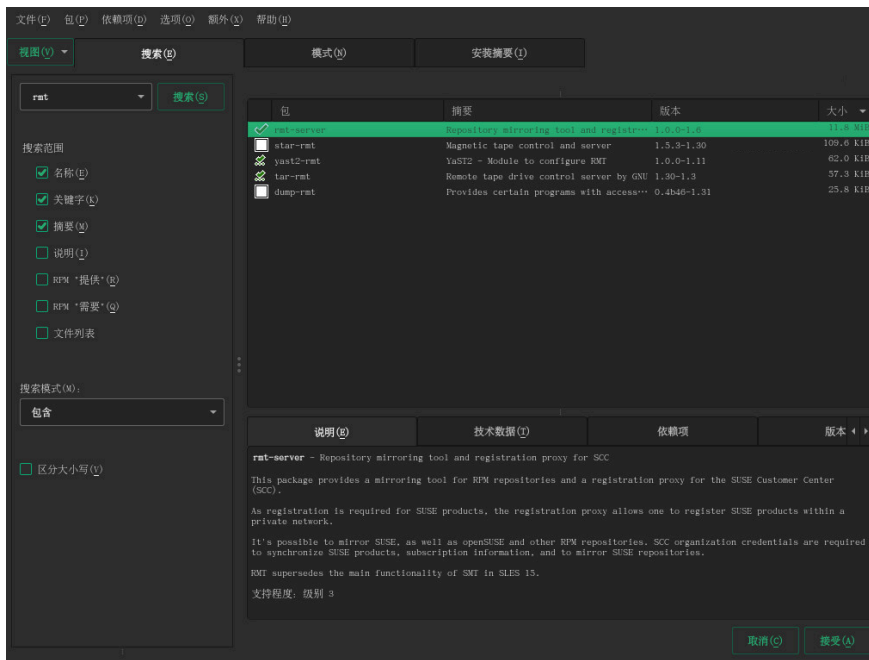 文件(F) 包(P) 依赖项(D) 选项(O) 额外(X) 帮助(H)
视图(V) 搜索(E) 模式(N) 安装摘要(I)
rmt 搜索(S)
搜索范围
名称(E)
关键字(K)
摘要(M)
说明(I)
RPM "提供"(R)
RPM "需要"(Q)
文件列表
搜索模式(M):
包含
区分大小写(V)
包 摘要 版本 大小
rmt-server Repository mirroring tool and registr··· 1.0.0-1.6 11.8 MiB
star-rmt Magnetic tape control and server 1.5.3-1.30 109.6 KiB
yast2-rmt YaST2 - Module to configure RMT 1.0.0-1.11 62.0 KiB
tar-rmt Remote tape drive control server by GNU 1.30-1.3 57.3 KiB
dump-rmt Provides certain programs with access··· 0.4b46-1.31 25.8 KiB
说明(E) 技术数据(T) 依赖项 版本
rmt-server - Repository mirroring tool and registration proxy for SCC
This package provides a mirroring tool for RPM repositories and a registration proxy for the SUSE Customer Center
(SCC).
As registration is required for SUSE products, the registration proxy allows one to register SUSE products within a
private network.
It's possible to mirror SUSE, as well as openSUSE and other RPM repositories. SCC organization credentials are required
to synchronize SUSE products, subscription information, and to mirror SUSE repositories.
RMT supersedes the main functionality of SMT in SLES 15.
支持程度: 级别 3
取消(C) 接受(A)